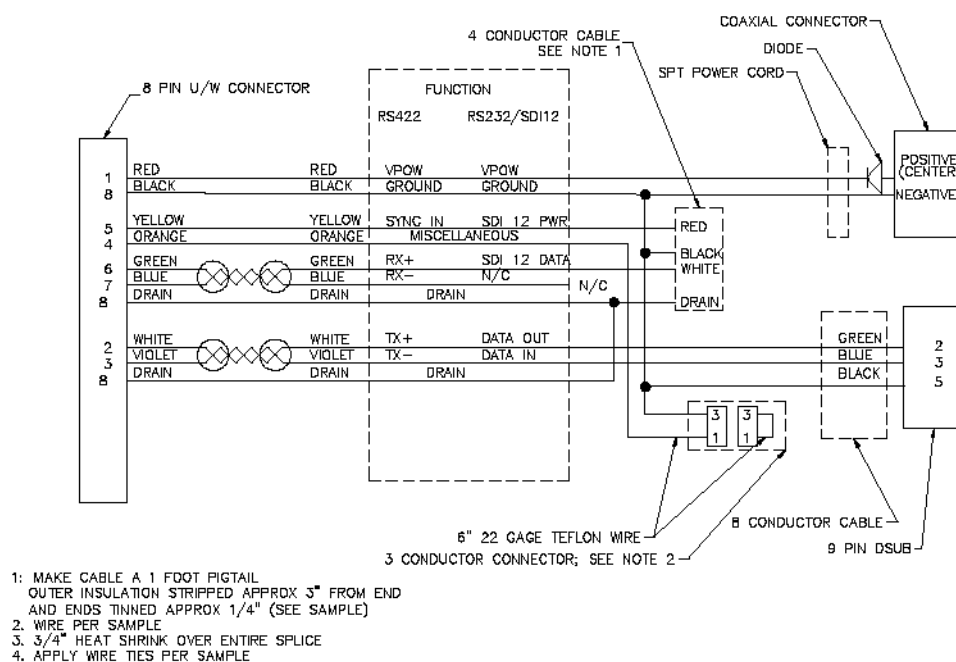 COAXIAL CONNECTOR
4 CONDUCTOR CABLE
SEE NOTE 1
DIODE
SPT POWER CORD
8 PIN U/W CONNECTOR
FUNCTION
RS422 RS232/SDI12
1 RED RED VPOW VPOW
8 BLACK BLACK GROUND GROUND
POSITIVE
(CENTER)
NEGATIVE
5 YELLOW YELLOW SYNC IN SDI 12 PWR RED
4 ORANGE ORANGE MISCELLANEOUS
BLACK
6 GREEN GREEN RX+ SDI 12 DATA WHITE
7 BLUE BLUE RX- N/C N/C
8 DRAIN DRAIN DRAIN DRAIN
2 WHITE WHITE TX+ DATA OUT GREEN 2
3 VIOLET VIOLET TX- DATA IN BLUE 3
8 DRAIN DRAIN DRAIN BLACK 5
3 3
1 1
6" 22 GAGE TEFLON WIRE
8 CONDUCTOR CABLE
3 CONDUCTOR CONNECTOR; SEE NOTE 2
9 PIN DSUB
1: MAKE CABLE A 1 FOOT PIGTAIL
OUTER INSULATION STRIPPED APPROX 3" FROM END
AND ENDS TINNED APPROX 1/4" (SEE SAMPLE)
2. WIRE PER SAMPLE
3. 3/4" HEAT SHRINK OVER ENTIRE SPLICE
4. APPLY WIRE TIES PER SAMPLE